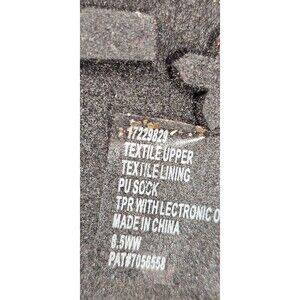 17229829
TEXTILE UPPER
TEXTILE LINING
PU SOCK
TPR WITH LECTRONIC O
MADE IN CHINA
8.5WW
PAT#7056558